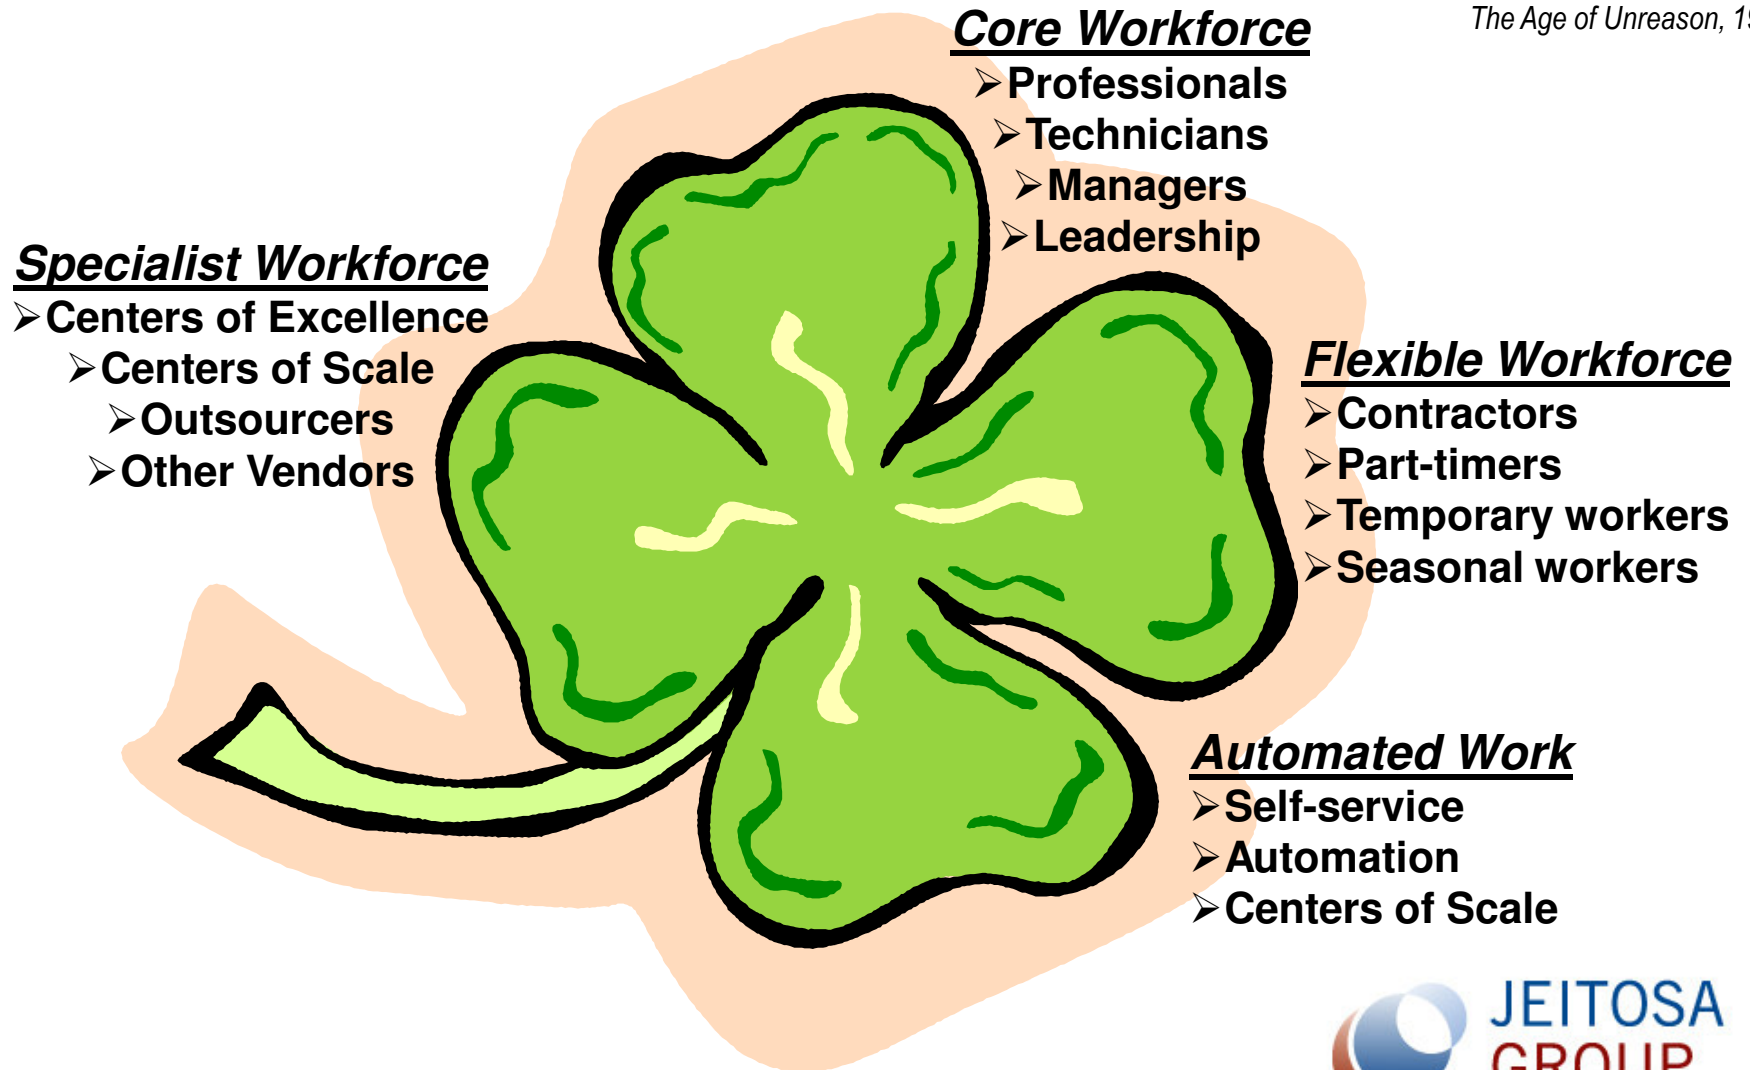 The Age of Unreason, 19
Core Workforce
➢Professionals
➢Technicians
➢Managers
➢Leadership
Specialist Workforce
➢Centers of Excellence
➢Centers of Scale
➢Outsourcers
➢Other Vendors
Flexible Workforce
➢Contractors
➢Part-timers
➢Temporary workers
➢Seasonal workers
Automated Work
➢Self-service
➢Automation
➢Centers of Scale
JEITOSA
GROUP